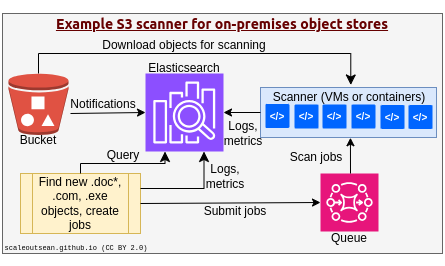 Example S3 scanner for on-premises object stores
Download objects for scanning
Elasticsearch
Scanner (VMs or containers)
</> </> </> </> </> </>
Notifications
Logs,
metrics
Bucket
Query
Scan jobs
Find new .doc*,
.com, .exe
objects, create
jobs
Logs,
metrics
Submit jobs
Queue
scaleoutsean.github.io (CC BY 2.0)